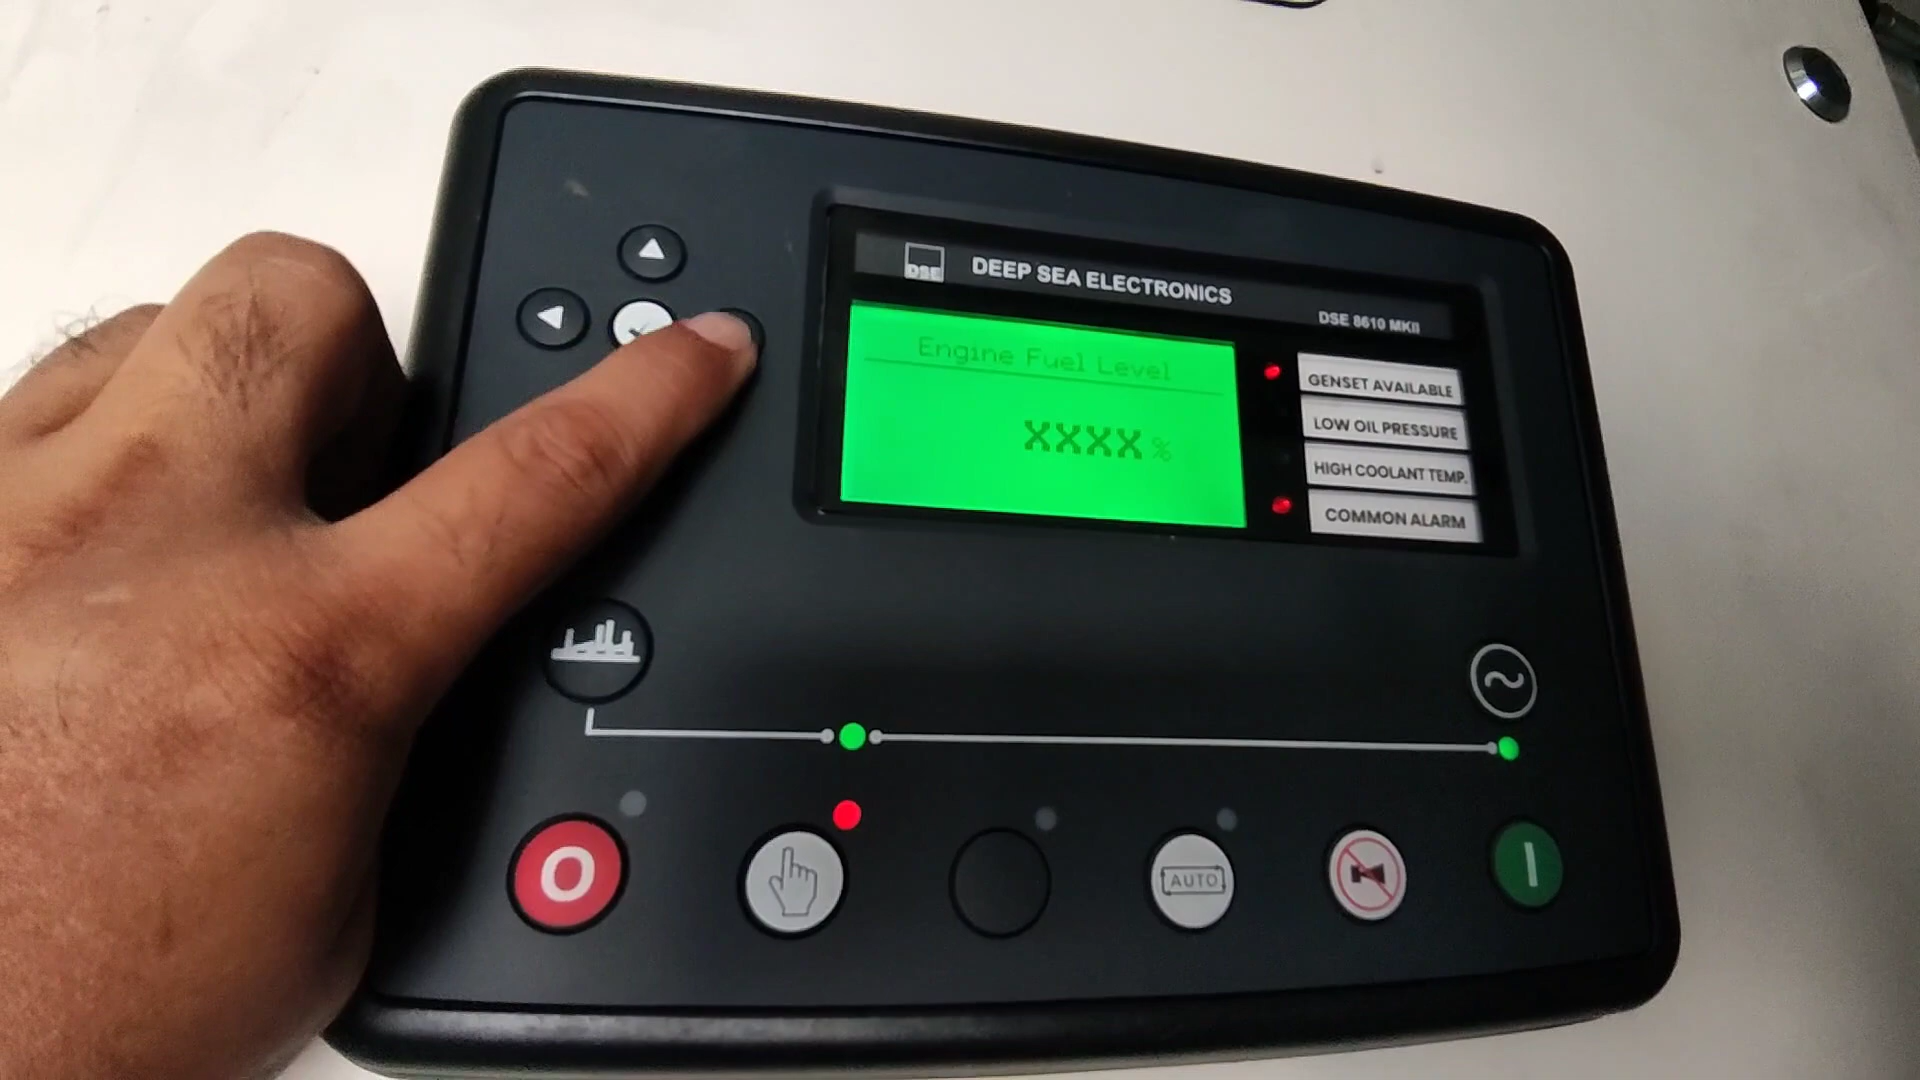 DSE
DEEP SEA ELECTRONICS
DSE 8610 MKII
Engine Fuel Level
XXXX %
GENSET AVAILABLE
LOW OIL PRESSURE
HIGH COOLANT TEMP.
COMMON ALARM
O
AUTO
I